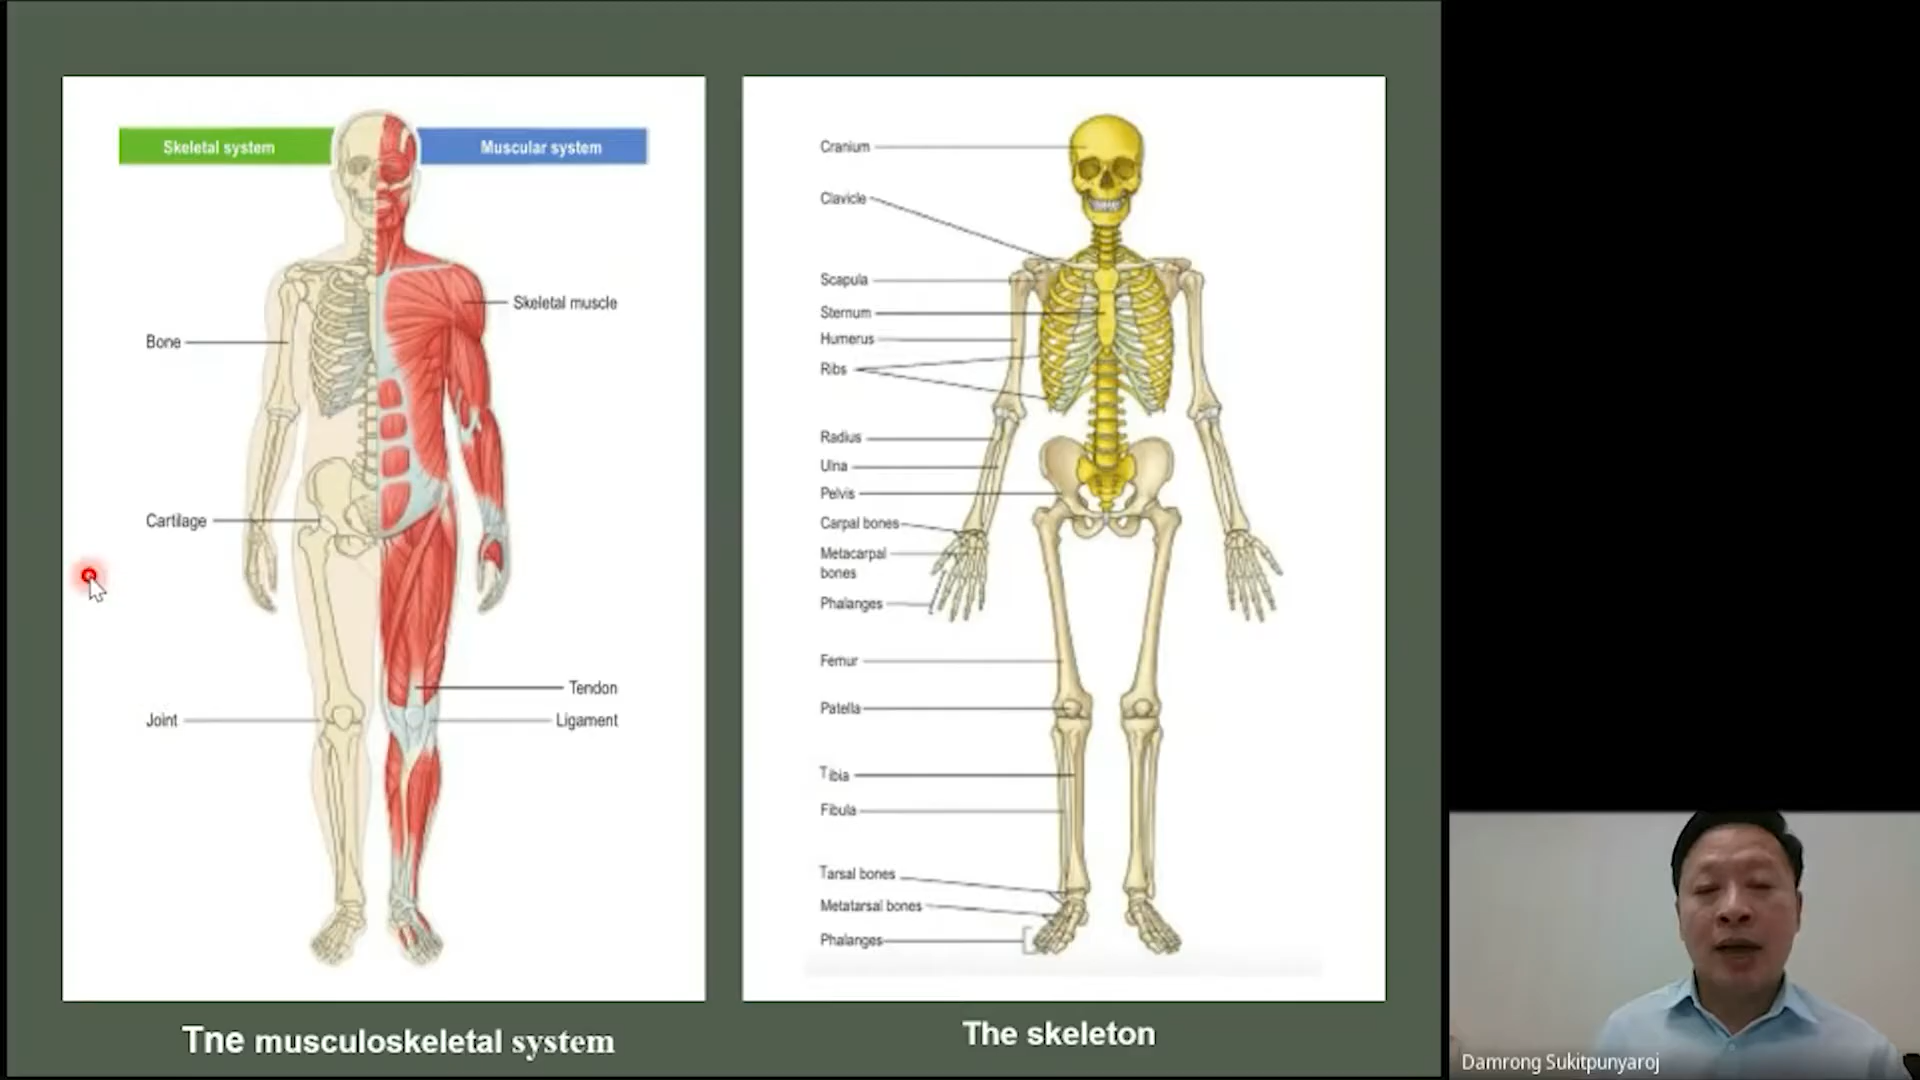 Skeletal system
Muscular system
Skeletal muscle
Bone
Cartilage
Tendon
Joint
Ligament
Tne musculoskeletal system
Cranium
Clavicle
Scapula
Sternum
Humerus
Ribs
Radius
Ulna
Pelvis
Carpal bones
Metacarpal
bones
Phalanges
Femur
Patella
Tibia
Fibula
Tarsal bones
Metatarsal bones
Phalanges
The skeleton
Damrong Sukitpunyaroj